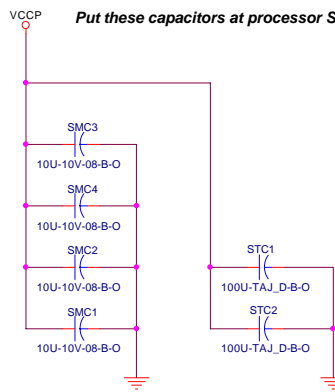 VCCP
Put these capacitors at processor S
SMC3
10U-10V-08-B-O
SMC4
10U-10V-08-B-O
SMC2
10U-10V-08-B-O
SMC1
10U-10V-08-B-O
STC1
100U-TAJ_D-B-O
STC2
100U-TAJ_D-B-O